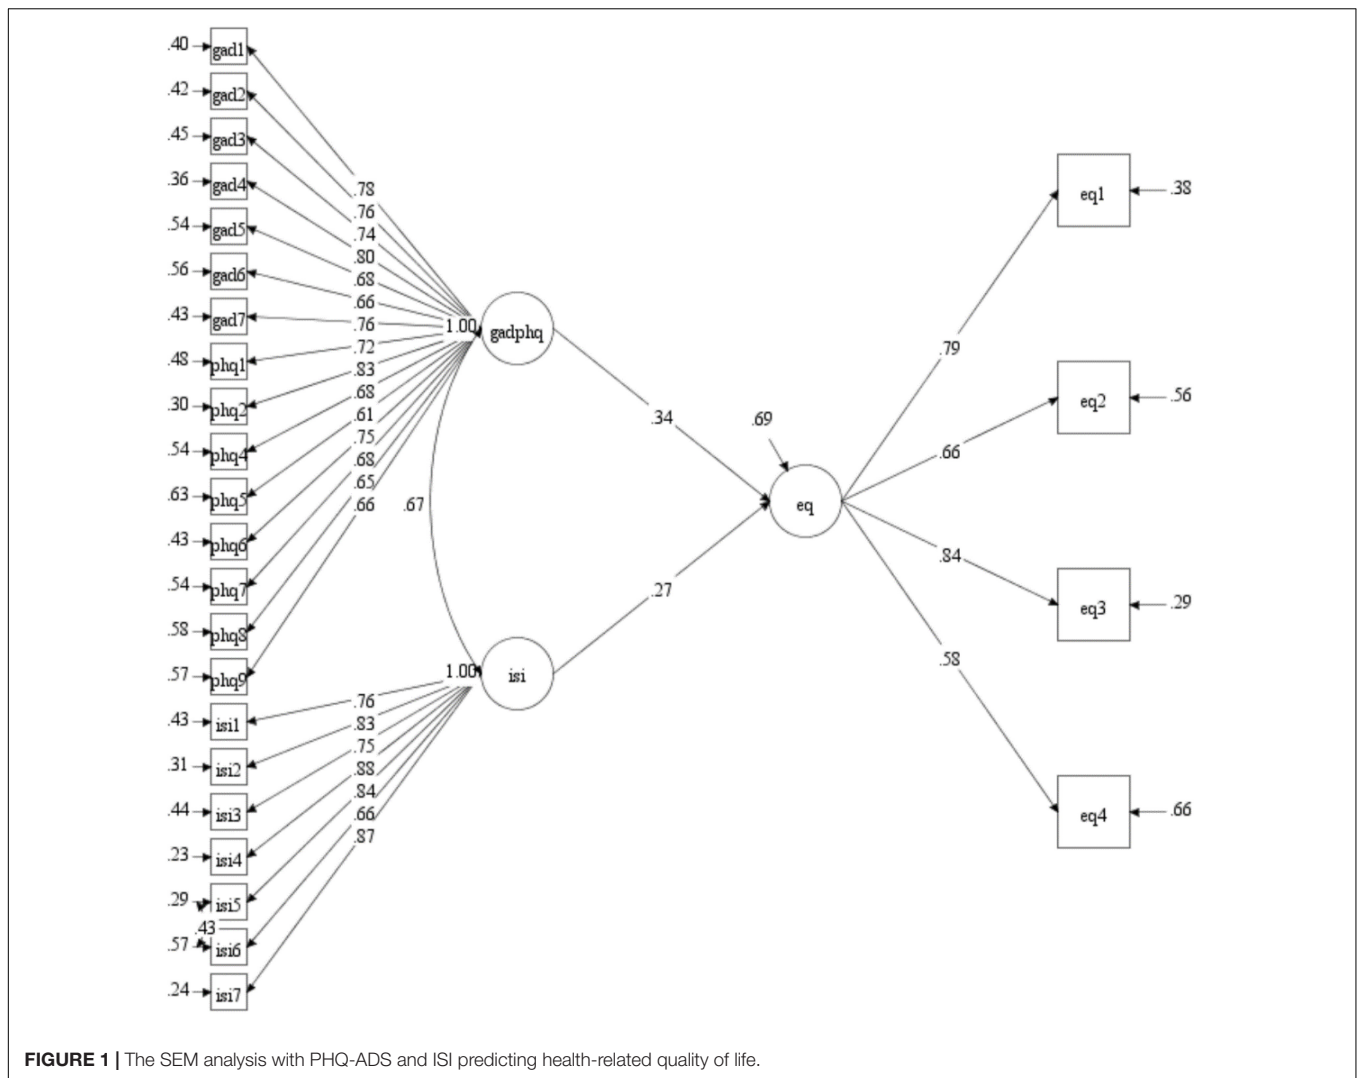 .40 gad1
.42 gad2
.45 gad3
.36 gad4
.54 gad5
.56 gad6
.43 gad7
.48 phq1
.30 phq2
.54 phq4
.63 phq5
.43 phq6
.54 phq7
.58 phq8
.57 phq9
.43 isi1
.31 isi2
.44 isi3
.23 isi4
.29 isi5
.43
.57 isi6
.24 isi7
.78
.76
.74
.80
.68
.66
.76
.72
.83
.68
.61
.75
.68
.65
.66
1.00 gadphq
.67
.76
.83
.75
.88
.84
.66
.87
1.00 isi
.34
.27
.69
eq
.79
.66
.84
.58
eq1 .38
eq2 .56
eq3 .29
eq4 .66
FIGURE 1 | The SEM analysis with PHQ-ADS and ISI predicting health-related quality of life.